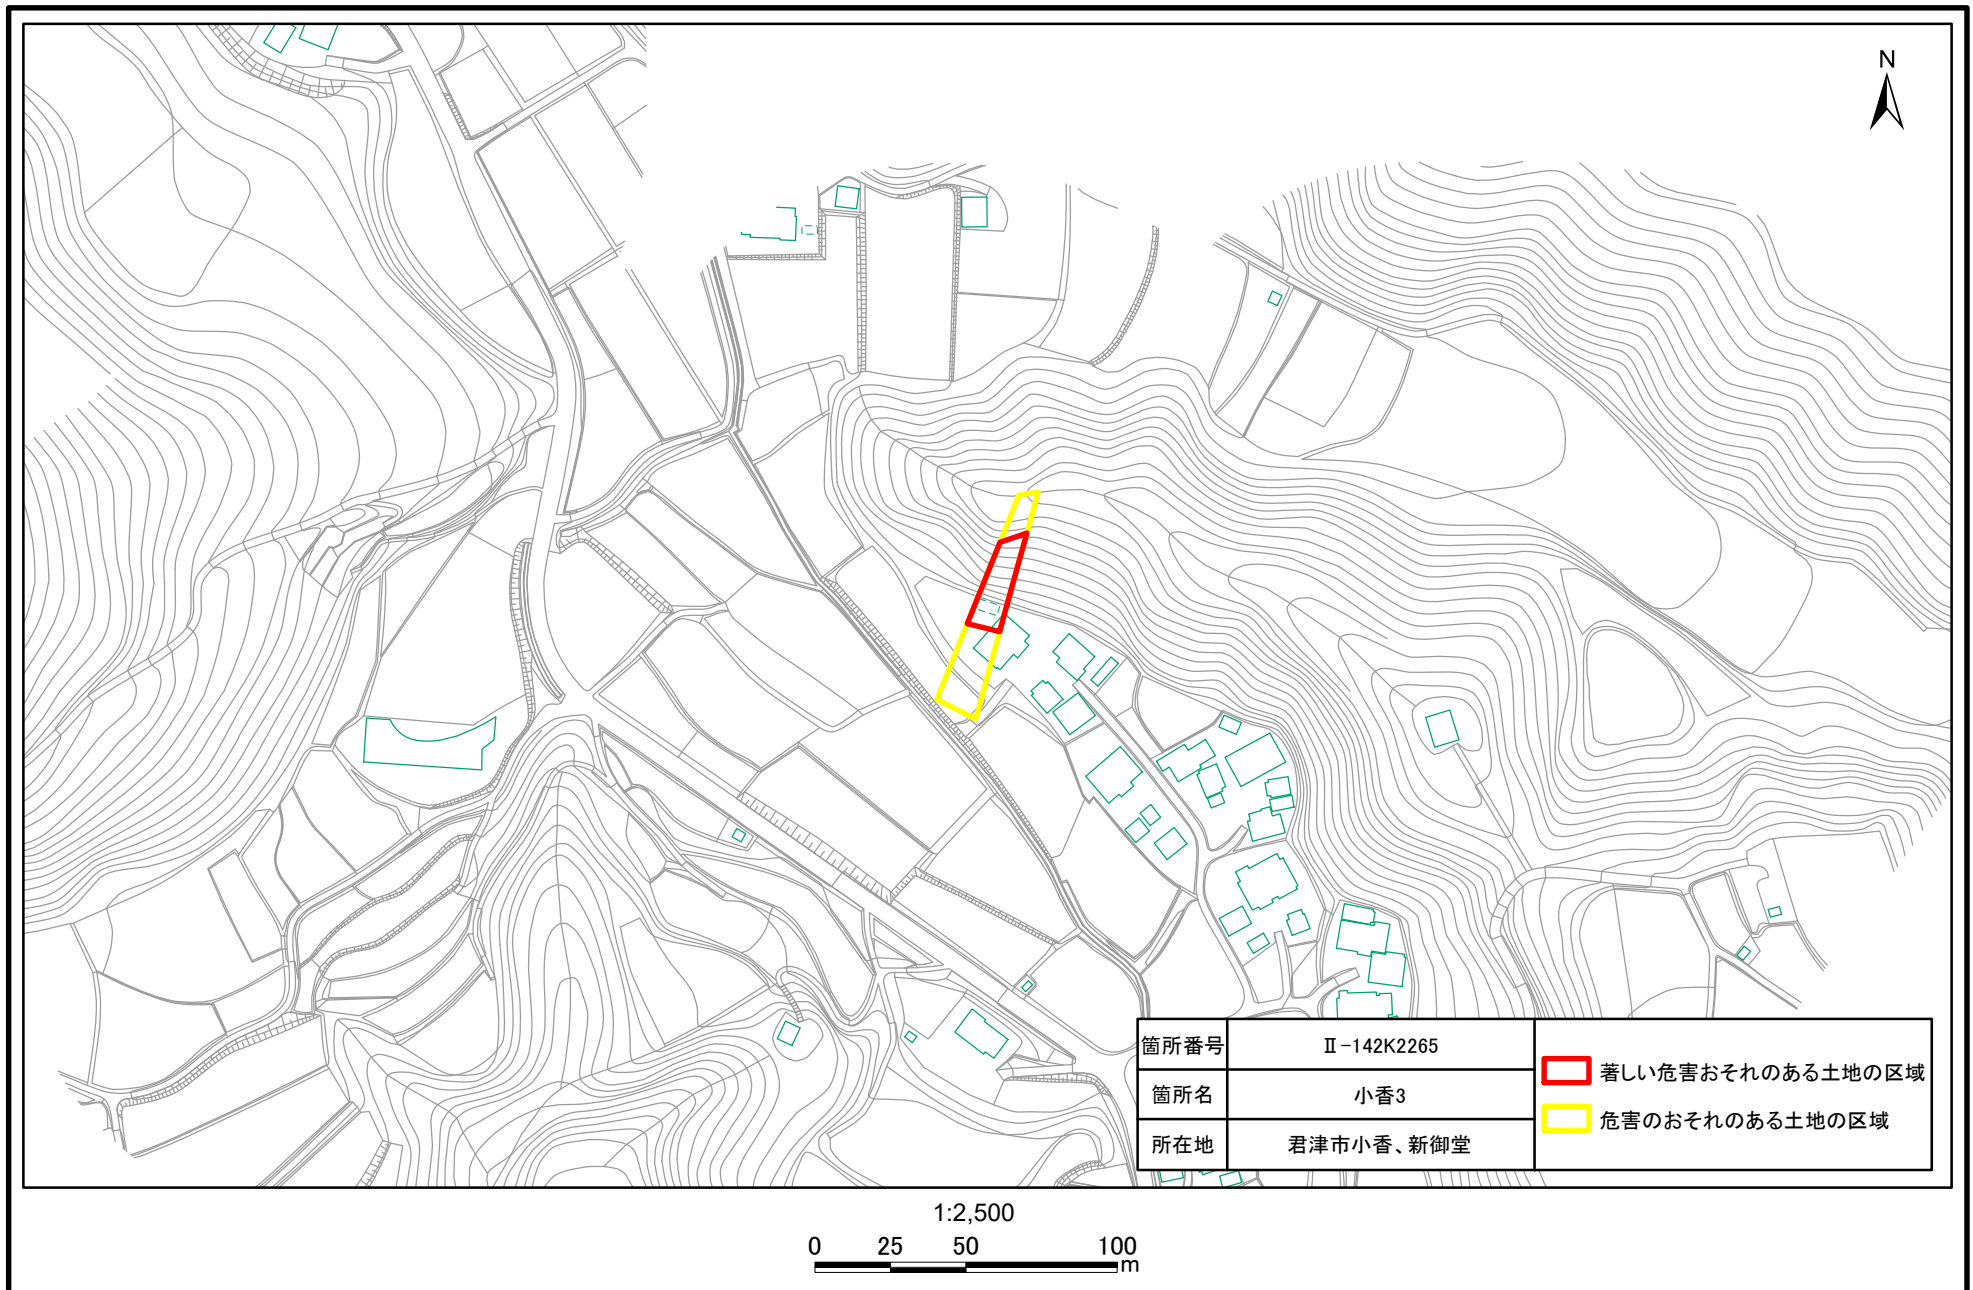 N
箇所番号 Ⅱ-142K2265
箇所名 小香3
所在地 君津市小香、新御堂
著しい危害おそれのある土地の区域
危害のおそれのある土地の区域
1:2,500
0 25 50 100
m